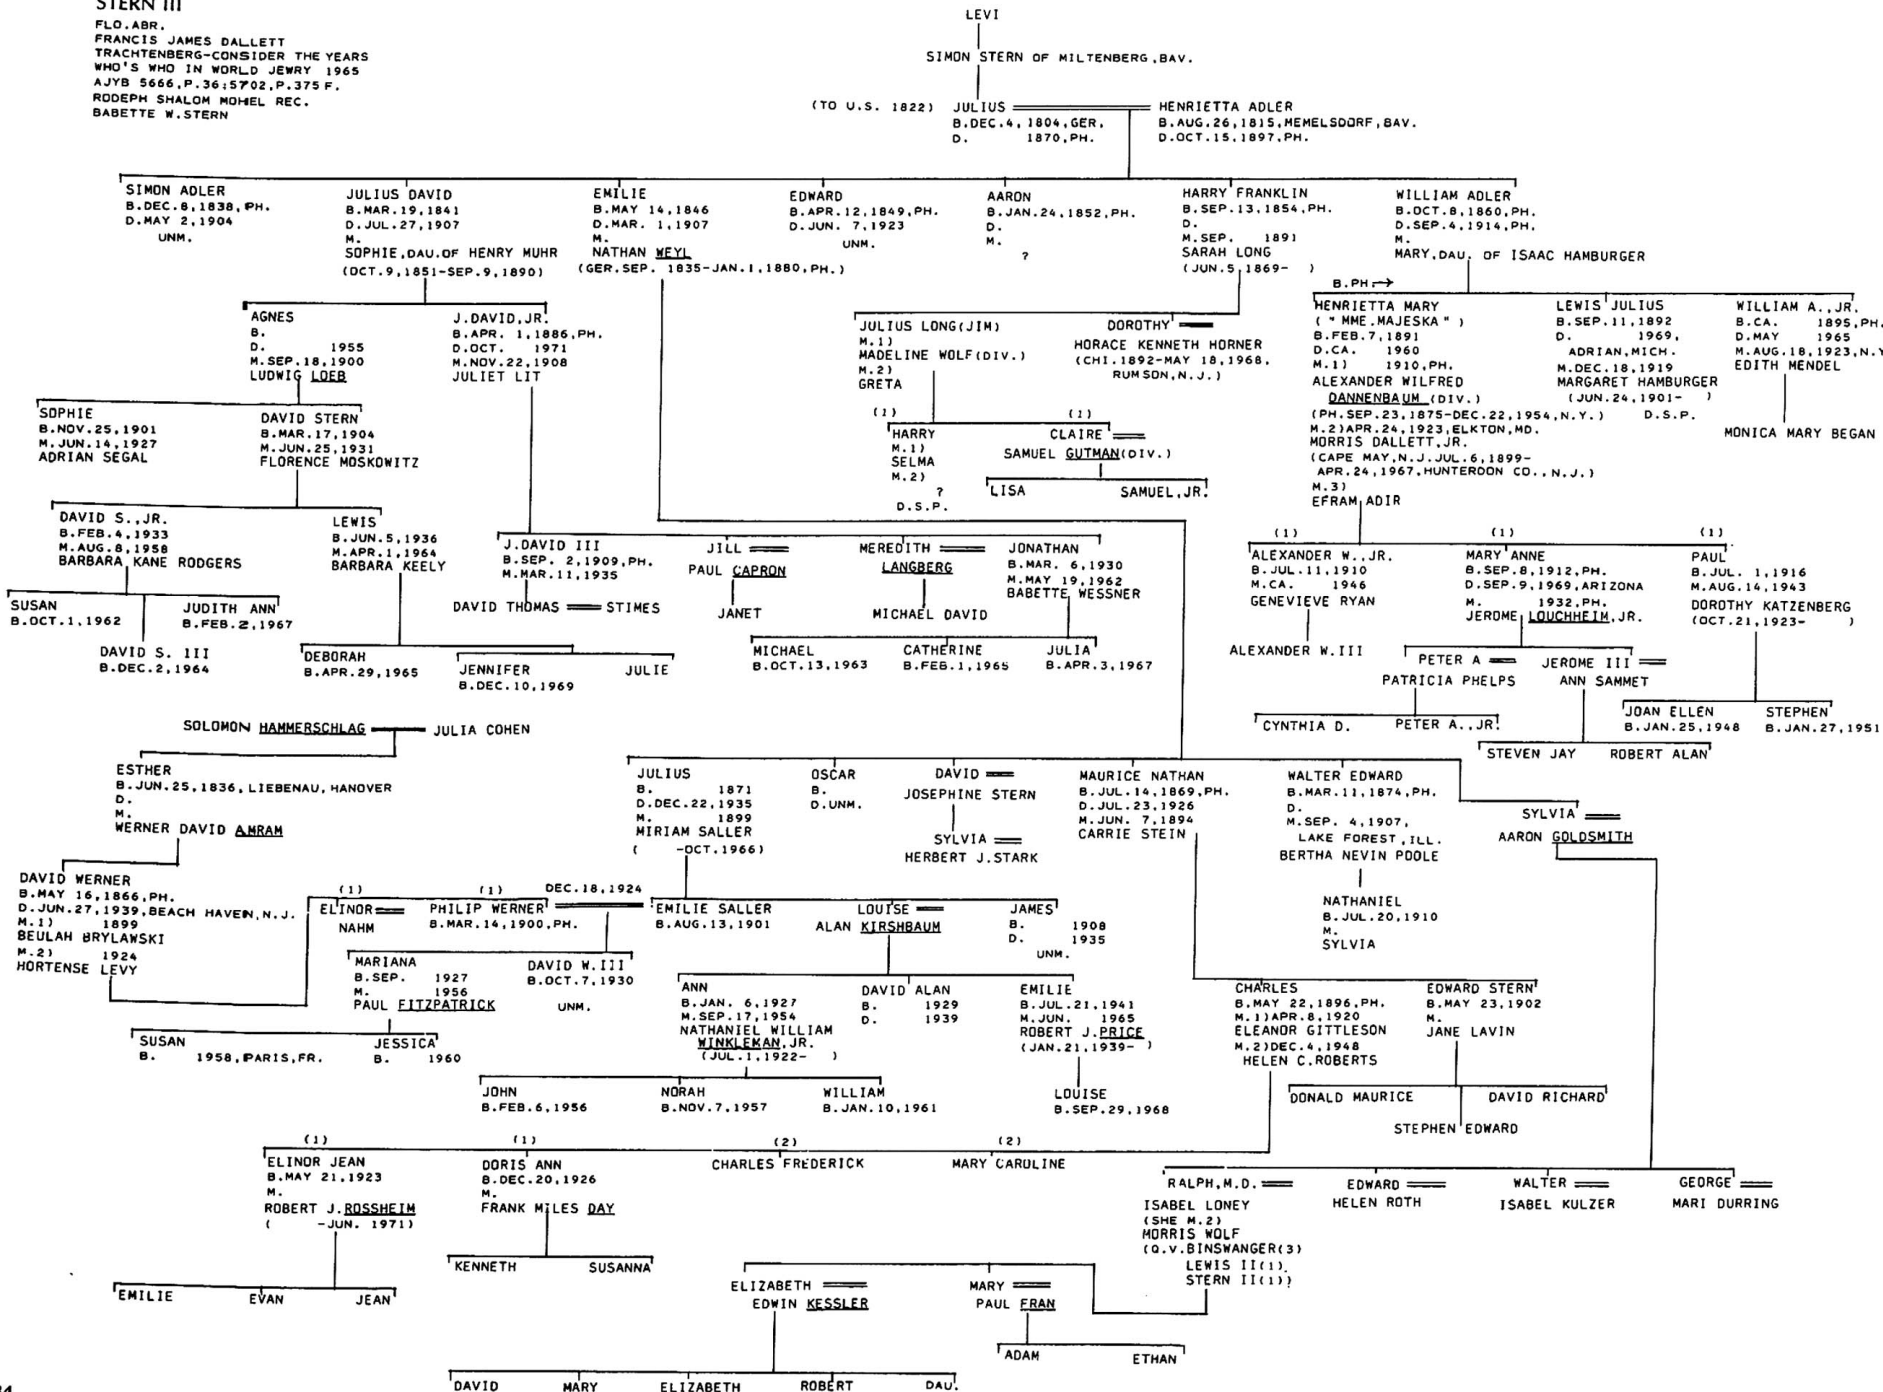 STERN III
FLO.ABR.
FRANCIS JAMES DALLETT
TRACHTENBERG-CONSIDER THE YEARS
WHO'S WHO IN WORLD JEWRY 1965
AJYB 5666,P.36;5702,P.375 F.
RODEPH SHALOM MOHEL REC.
BABETTE W.STERN
LEVI
SIMON STERN OF MILTENBERG,BAV.
(TO U.S. 1822)
JULIUS
B.DEC.4, 1804,GER.
D. 1870,PH.
HENRIETTA ADLER
B.AUG.26,1815,MEMELSDORF,BAV.
D.OCT.15,1897,PH.
SIMON ADLER
B.DEC.8,1838,PH.
D.MAY 2,1904
UNM.
JULIUS DAVID
B.MAR.19,1841
D.JUL.27,1907
M.
SOPHIE,DAU.OF HENRY MUHR
(OCT.9,1851-SEP.9,1890)
EMILIE
B.MAY 14,1846
D.MAR. 1,1907
M.
NATHAN WEYL
(GER.SEP. 1835-JAN.1,1880,PH.)
EDWARD
B.APR.12,1849,PH.
D.JUN. 7,1923
UNM.
AARON
B.JAN.24,1852,PH.
D.
M.
?
HARRY FRANKLIN
B.SEP.13,1854,PH.
D.
M.SEP. 1891
SARAH LONG
(JUN.5,1869- )
WILLIAM ADLER
B.OCT.8,1860,PH.
D.SEP.4,1914,PH.
M.
MARY,DAU. OF ISAAC HAMBURGER
AGNES
B.
D. 1955
M.SEP.18,1900
LUDWIG LOEB
J.DAVID,JR.
B.APR. 1,1886,PH.
D.OCT. 1971
M.NOV.22,1908
JULIET LIT
JULIUS LONG(JIM)
M.1)
MADELINE WOLF(DIV.)
M.2)
GRETA
DOROTHY
HORACE KENNETH HORNER
(CHI.1892-MAY 18,1968,
RUMSON,N.J.)
B.PH.→
HENRIETTA MARY
("MME.MAJESKA")
B.FEB.7,1891
D.CA. 1960
M.1) 1910,PH.
ALEXANDER WILFRED
DANNENBAUM(DIV.)
(PH.SEP.23,1875-DEC.22,1954,N.Y.)
M.2)APR.24,1923,ELKTON,MD.
MORRIS DALLETT,JR.
(CAPE MAY,N.J.JUL.6,1899-
APR.24,1967,HUNTERDON CO.,N.J.)
M.3)
EFRAM ADIR
LEWIS JULIUS
B.SEP.11,1892
D. 1969,
ADRIAN,MICH.
M.DEC.18,1919
MARGARET HAMBURGER
(JUN.24,1901- )
D.S.P.
WILLIAM A.,JR.
B.CA. 1895,PH.
D.MAY 1965
M.AUG.18,1923,N.Y
EDITH MENDEL
MONICA MARY BEGAN
SOPHIE
B.NOV.25,1901
M.JUN.14,1927
ADRIAN SEGAL
DAVID STERN
B.MAR.17,1904
M.JUN.25,1931
FLORENCE MOSKOWITZ
(1)
HARRY
M.1)
SELMA
M.2)
?
D.S.P.
(1)
CLAIRE
SAMUEL GUTMAN(DIV.)
LISA
SAMUEL,JR.
DAVID S.,JR.
B.FEB.4,1933
M.AUG.8,1958
BARBARA KANE RODGERS
LEWIS
B.JUN.5,1936
M.APR.1,1964
BARBARA KEELY
J.DAVID III
B.SEP. 2,1909,PH.
M.MAR.11,1935
DAVID THOMAS
STIMES
JILL
PAUL CAPRON
JANET
MEREDITH
LANGBERG
MICHAEL DAVID
JONATHAN
B.MAR. 6,1930
M.MAY 19,1962
BABETTE WESSNER
(1)
ALEXANDER W.,JR.
B.JUL.11,1910
M.CA. 1946
GENEVIEVE RYAN
ALEXANDER W.III
(1)
MARY ANNE
B.SEP.8,1912,PH.
D.SEP.9,1969,ARIZONA
M. 1932,PH.
JEROME LOUCHHEIM,JR.
(1)
PAUL
B.JUL. 1,1916
M.AUG.14,1943
DOROTHY KATZENBERG
(OCT.21,1923- )
SUSAN
B.OCT.1,1962
JUDITH ANN
B.FEB.2,1967
DAVID S. III
B.DEC.2,1964
DEBORAH
B.APR.29,1965
JENNIFER
B.DEC.10,1969
JULIE
MICHAEL
B.OCT.13,1963
CATHERINE
B.FEB.1,1965
JULIA
B.APR.3,1967
PETER A
PATRICIA PHELPS
JEROME III
ANN SAMMET
CYNTHIA D.
PETER A.,JR.
JOAN ELLEN
B.JAN.25,1948
STEPHEN
B.JAN.27,1951
STEVEN JAY
ROBERT ALAN
SOLOMON HAMMERSCHLAG
JULIA COHEN
ESTHER
B.JUN.25,1836, LIEBENAU,HANOVER
D.
M.
WERNER DAVID AMRAM
JULIUS
B. 1871
D.DEC.22,1935
M. 1899
MIRIAM SALLER
( -OCT.1966)
OSCAR
B.
D.UNM.
DAVID
JOSEPHINE STERN
SYLVIA
HERBERT J.STARK
MAURICE NATHAN
B.JUL.14,1869,PH.
D.JUL.23,1926
M.JUN. 7,1894
CARRIE STEIN
WALTER EDWARD
B.MAR.11,1874,PH.
D.
M.SEP. 4,1907,
LAKE FOREST,ILL.
BERTHA NEVIN POOLE
NATHANIEL
B.JUL.20,1910
M.
SYLVIA
SYLVIA
AARON GOLDSMITH
DAVID WERNER
B.MAY 16,1866,PH.
D.JUN.27,1939,BEACH HAVEN,N.J.
M.1) 1899
BEULAH BRYLAWSKI
M.2) 1924
HORTENSE LEVY
(1)
ELINOR
NAHM
(1)
PHILIP WERNER
B.MAR.14,1900,PH.
DEC.18,1924
EMILIE SALLER
B.AUG.13,1901
LOUISE
ALAN KIRSHBAUM
JAMES
B. 1908
D. 1935
UNM.
MARIANA
B.SEP. 1927
M. 1956
PAUL FITZPATRICK
DAVID W.III
B.OCT.7,1930
UNM.
ANN
B.JAN. 6,1927
M.SEP.17,1954
NATHANIEL WILLIAM
WINKLEMAN,JR.
(JUL.1,1922- )
DAVID ALAN
B. 1929
D. 1939
EMILIE
B.JUL.21,1941
M.JUN. 1965
ROBERT J.PRICE
(JAN.21,1939- )
CHARLES
B.MAY 22,1896,PH.
M.1)APR.8,1920
ELEANOR GITTLESON
M.2)DEC.4,1948
HELEN C.ROBERTS
EDWARD STERN
B.MAY 23,1902
M.
JANE LAVIN
SUSAN
B. 1958,PARIS,FR.
JESSICA
B. 1960
JOHN
B.FEB.6,1956
NORAH
B.NOV.7,1957
WILLIAM
B.JAN.10,1961
LOUISE
B.SEP.29,1968
DONALD MAURICE
DAVID RICHARD
STEPHEN EDWARD
(1)
ELINOR JEAN
B.MAY 21,1923
M.
ROBERT J.ROSSHEIM
( -JUN. 1971)
(1)
DORIS ANN
B.DEC.20,1926
M.
FRANK MILES DAY
(2)
CHARLES FREDERICK
(2)
MARY CAROLINE
RALPH,M.D.
ISABEL LONEY
(SHE M.2)
MORRIS WOLF
(Q.V.BINSWANGER(3)
LEWIS II(1)
STERN II(1))
EDWARD
HELEN ROTH
WALTER
ISABEL KULZER
GEORGE
MARI DURRING
KENNETH
SUSANNA
EMILIE
EVAN
JEAN
ELIZABETH
EDWIN KESSLER
MARY
PAUL FRAN
ADAM
ETHAN
DAVID
MARY
ELIZABETH
ROBERT
DAU.